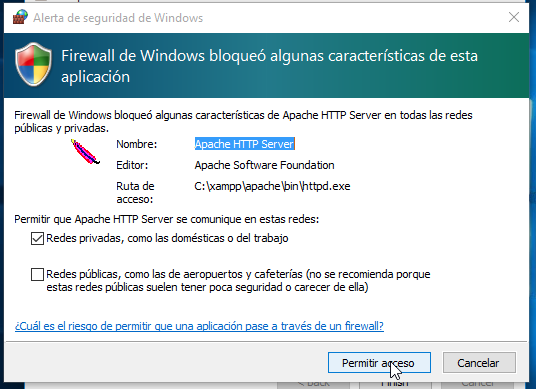 Alerta de seguridad de Windows
Firewall de Windows bloqueó algunas características de esta
aplicación
Firewall de Windows bloqueó algunas características de Apache HTTP Server en todas las redes
públicas y privadas.
Nombre: Apache HTTP Server
Editor: Apache Software Foundation
Ruta de
acceso: C:\xampp\apache\bin\httpd.exe
Permitir que Apache HTTP Server se comunique en estas redes:
Redes privadas, como las domésticas o del trabajo
Redes públicas, como las de aeropuertos y cafeterías (no se recomienda porque
estas redes públicas suelen tener poca seguridad o carecer de ella)
¿Cuál es el riesgo de permitir que una aplicación pase a través de un firewall?
Permitir acceso Cancelar
< Back Finish Cancel